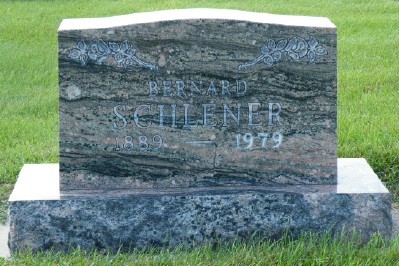 BERNARD
SCHLENER
1889 — 1979